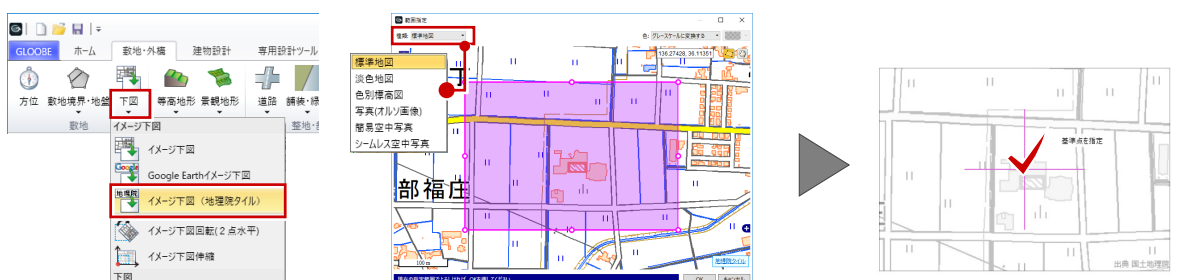 GLOOBE ホーム 敷地・外構 建物設計 専用設計ツール
方位 敷地境界・地盤 下図 等高地形 景観地形 道路
敷地
イメージ下図
イメージ下図
Google
Google Earthイメージ下図
地理院
イメージ下図（地理院タイル）
イメージ下図回転(２点水平)
イメージ下図伸縮
下図
範囲指定
種類: 標準地図
色: グレースケールに変換する
136.27428, 36.11351
標準地図
淡色地図
色別標高図
写真(オルソ画像)
簡易空中写真
シームレス空中写真
部福庄
100 m
地理院タイル
OK
キャンセル
基準点を指定
出典 国土地理院